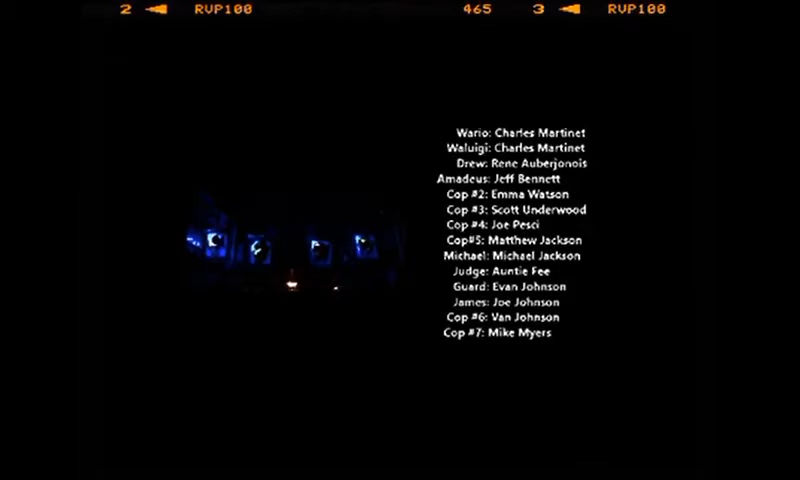 2 ◄ RVP100 465 3 ◄ RVP100
Wario: Charles Martinet
Waluigi: Charles Martinet
Drew: Rene Auberjonois
Amadeus: Jeff Bennett
Cop #2: Emma Watson
Cop #3: Scott Underwood
Cop #4: Joe Pesci
Cop#5: Matthew Jackson
Michael: Michael Jackson
Judge: Auntie Fee
Guard: Evan Johnson
James: Joe Johnson
Cop #6: Van Johnson
Cop #7: Mike Myers